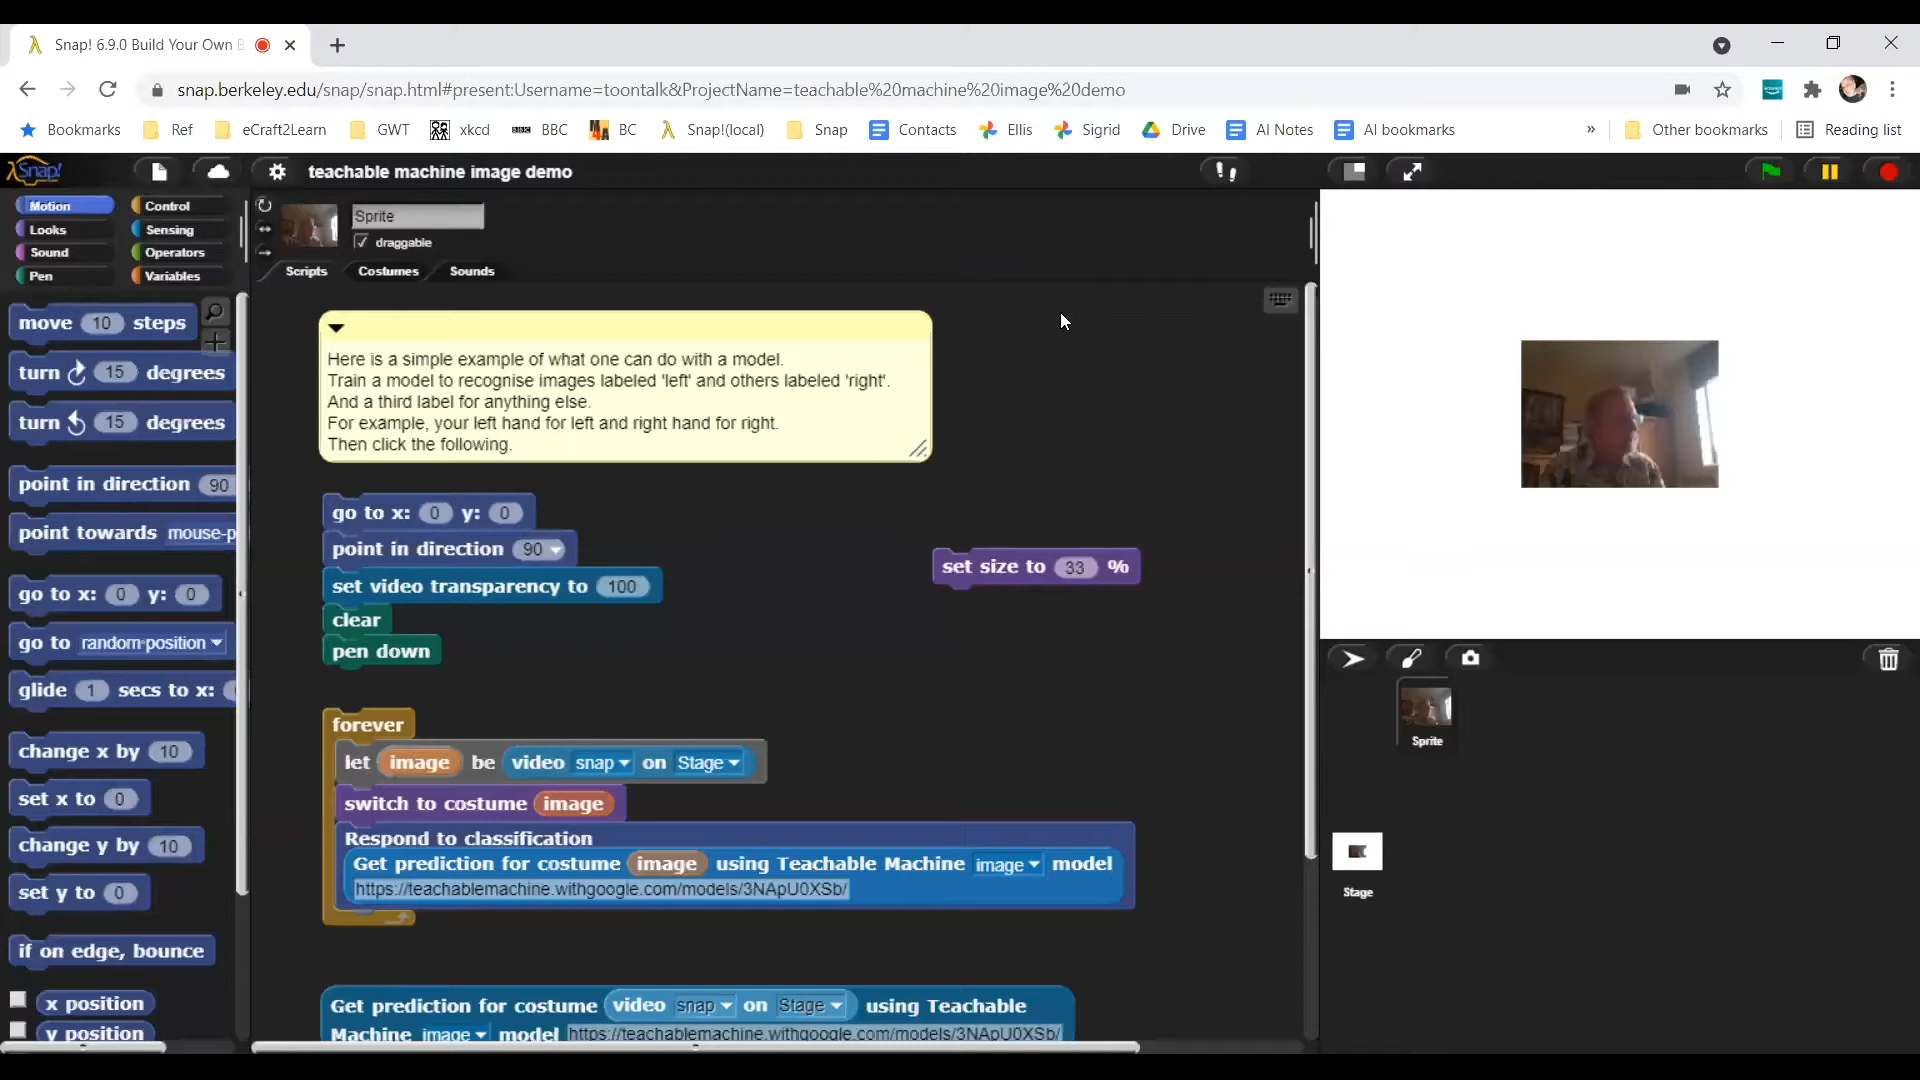 Snap! 6.9.0 Build Your Own B
snap.berkeley.edu/snap/snap.html#present:Username=toontalk&ProjectName=teachable%20machine%20image%20demo
Bookmarks Ref eCraft2Learn GWT xkcd BBC BC Snap!(local) Snap Contacts Ellis Sigrid Drive AI Notes AI bookmarks » Other bookmarks Reading list
Snap! teachable machine image demo
Motion Control
Looks Sensing
Sound Operators
Pen Variables
Sprite
draggable
Scripts Costumes Sounds
move 10 steps
turn 15 degrees
turn 15 degrees
point in direction 90
point towards mouse-p
go to x: 0 y: 0
go to random position
glide 1 secs to x:
change x by 10
set x to 0
change y by 10
set y to 0
if on edge, bounce
x position
y position
Here is a simple example of what one can do with a model.
Train a model to recognise images labeled 'left' and others labeled 'right'.
And a third label for anything else.
For example, your left hand for left and right hand for right.
Then click the following.
go to x: 0 y: 0
point in direction 90
set video transparency to 100
clear
pen down
set size to 33 %
forever
let image be video snap on Stage
switch to costume image
Respond to classification
Get prediction for costume image using Teachable Machine image model
https://teachablemachine.withgoogle.com/models/3NApU0XSb/
Get prediction for costume video snap on Stage using Teachable
Machine image model https://teachablemachine.withgoogle.com/models/3NApU0XSb/
Sprite
Stage